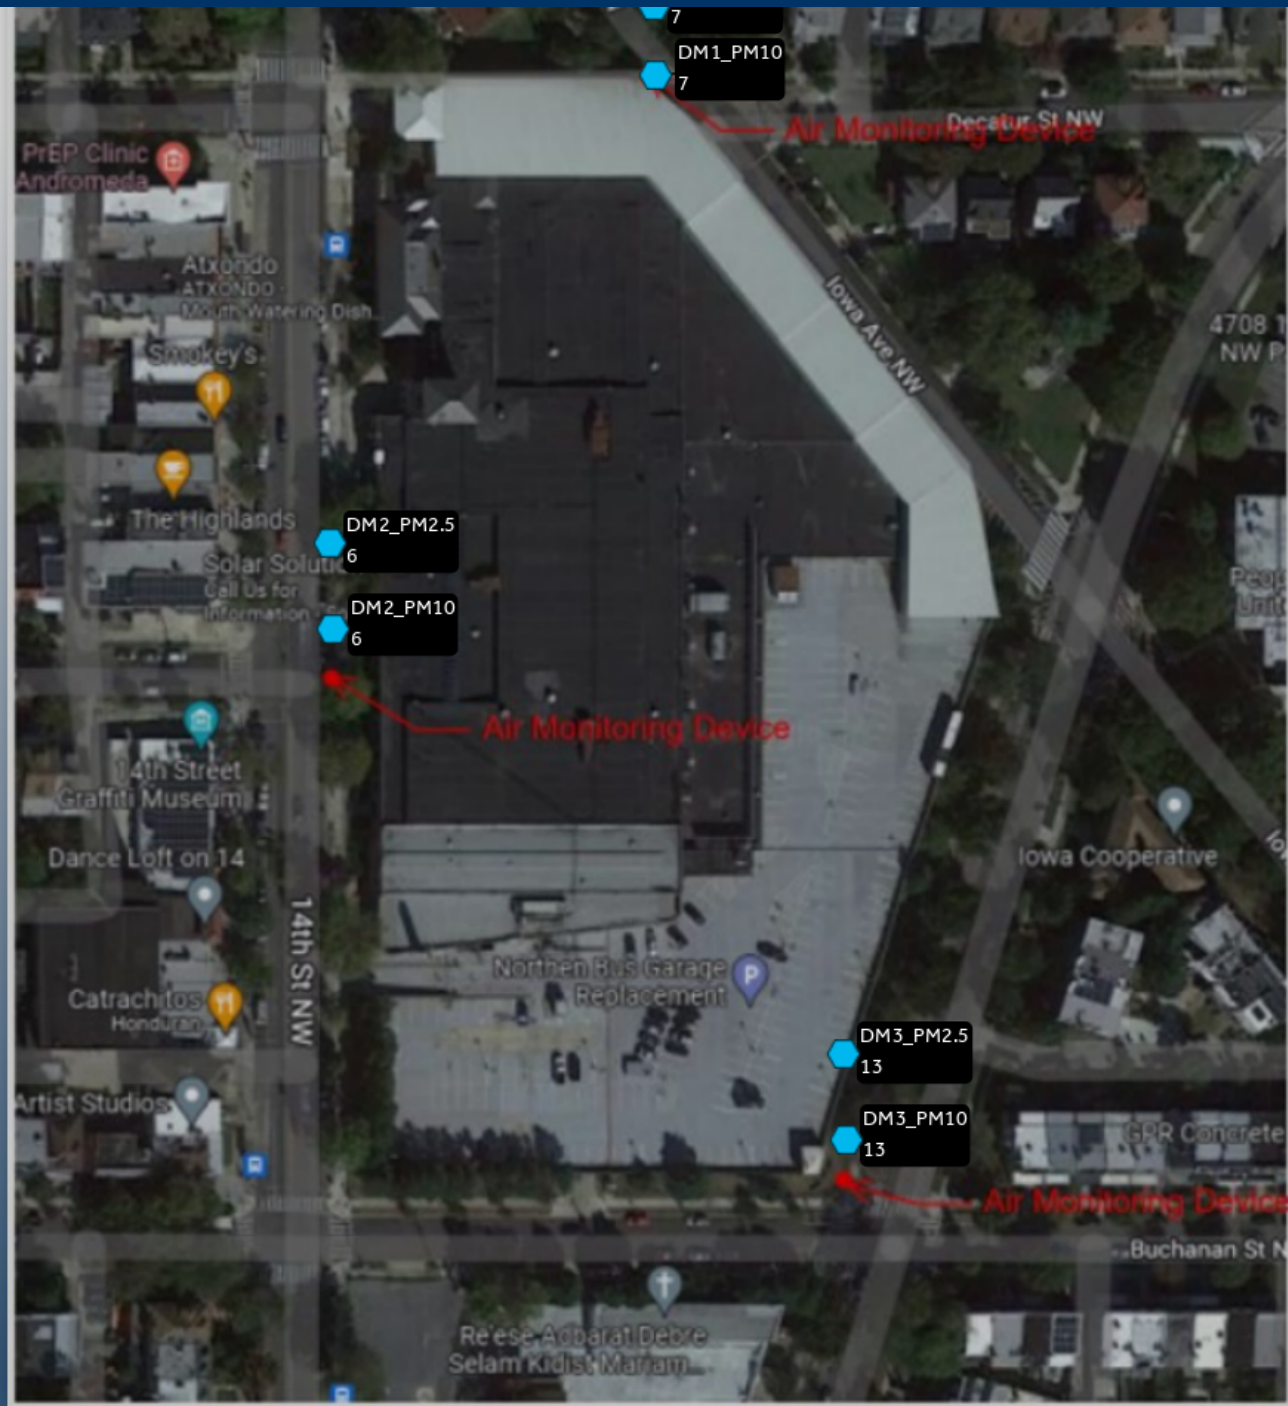 7
DM1_PM10
7
Decatur St NW
Air Monitoring Device
PrEP Clinic
Andromeda
Atxondo
ATXONDO -
Mouth-Watering Dish...
Iowa Ave NW
4708 1
NW P
Smokey's
The Highlands
DM2_PM2.5
6
Solar Solutic
Call Us for
Information
DM2_PM10
6
Air Monitoring Device
14th Street
Graffiti Museum
Dance Loft on 14
Iowa Cooperative
14th St NW
Northen Bus Garage
Replacement
P
Catrachitos
Honduran...
DM3_PM2.5
13
Artist Studios
DM3_PM10
13
GPR Concrete
Air Monitoring Device
Buchanan St N
Re'ese Adbarat Debre
Selam Kidist Mariam...